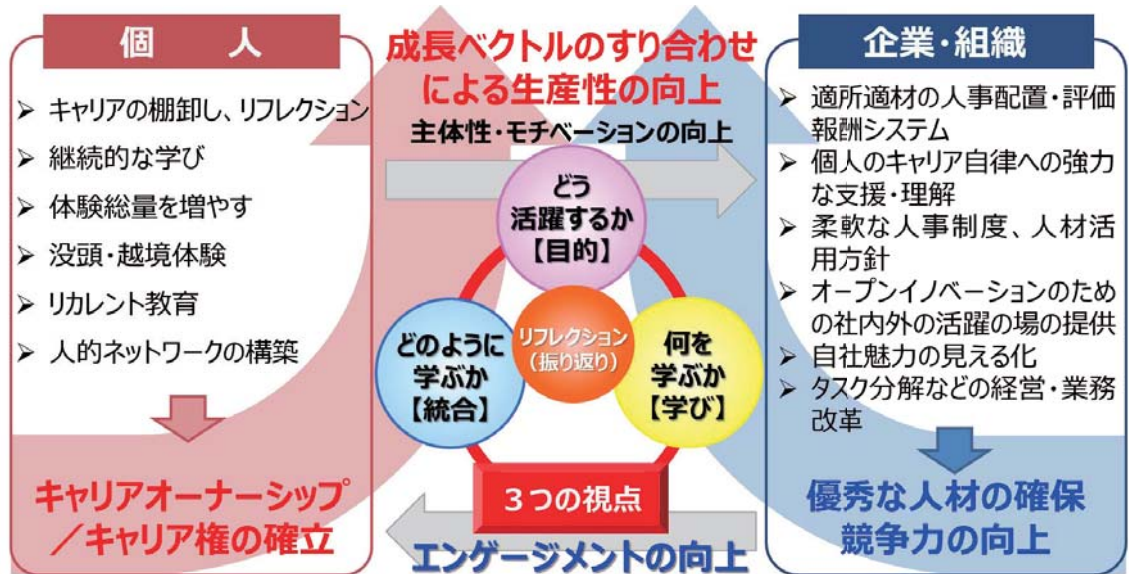 個 人
➢ キャリアの棚卸し、リフレクション
➢ 継続的な学び
➢ 体験総量を増やす
➢ 没頭・越境体験
➢ リカレント教育
➢ 人的ネットワークの構築
キャリアオーナーシップ
／キャリア権の確立
成長ベクトルのすり合わせ
による生産性の向上
主体性・モチベーションの向上
どう
活躍するか
【目的】
どのように
学ぶか
【統合】
リフレクション
（振り返り）
何を
学ぶか
【学び】
３つの視点
エンゲージメントの向上
企業・組織
➢ 適所適材の人事配置・評価
報酬システム
➢ 個人のキャリア自律への強力
な支援・理解
➢ 柔軟な人事制度、人材活
用方針
➢ オープンイノベーションのため
の社内外の活躍の場の提供
➢ 自社魅力の見える化
➢ タスク分解などの経営・業務
改革
優秀な人材の確保
競争力の向上